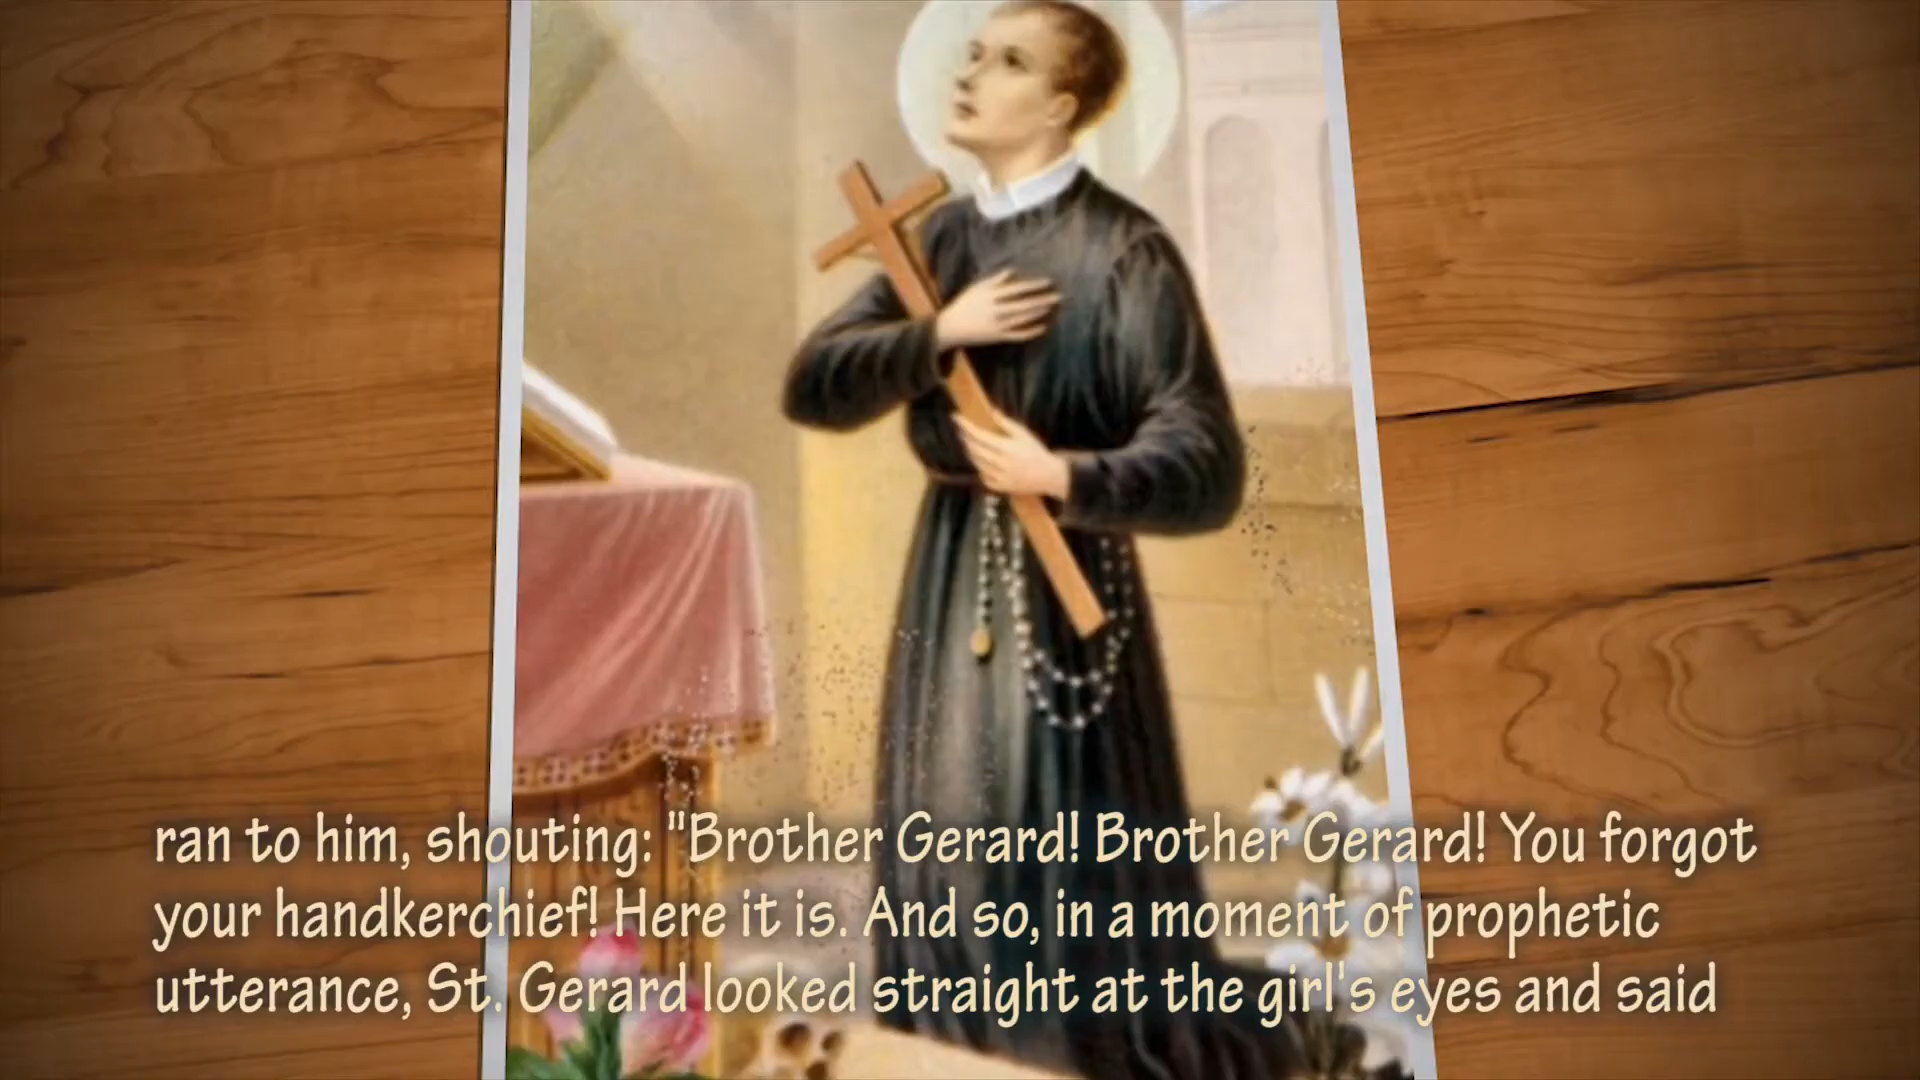 ran to him, shouting: "Brother Gerard! Brother Gerard! You forgot
your handkerchief! Here it is. And so, in a moment of prophetic
utterance, St. Gerard looked straight at the girl's eyes and said